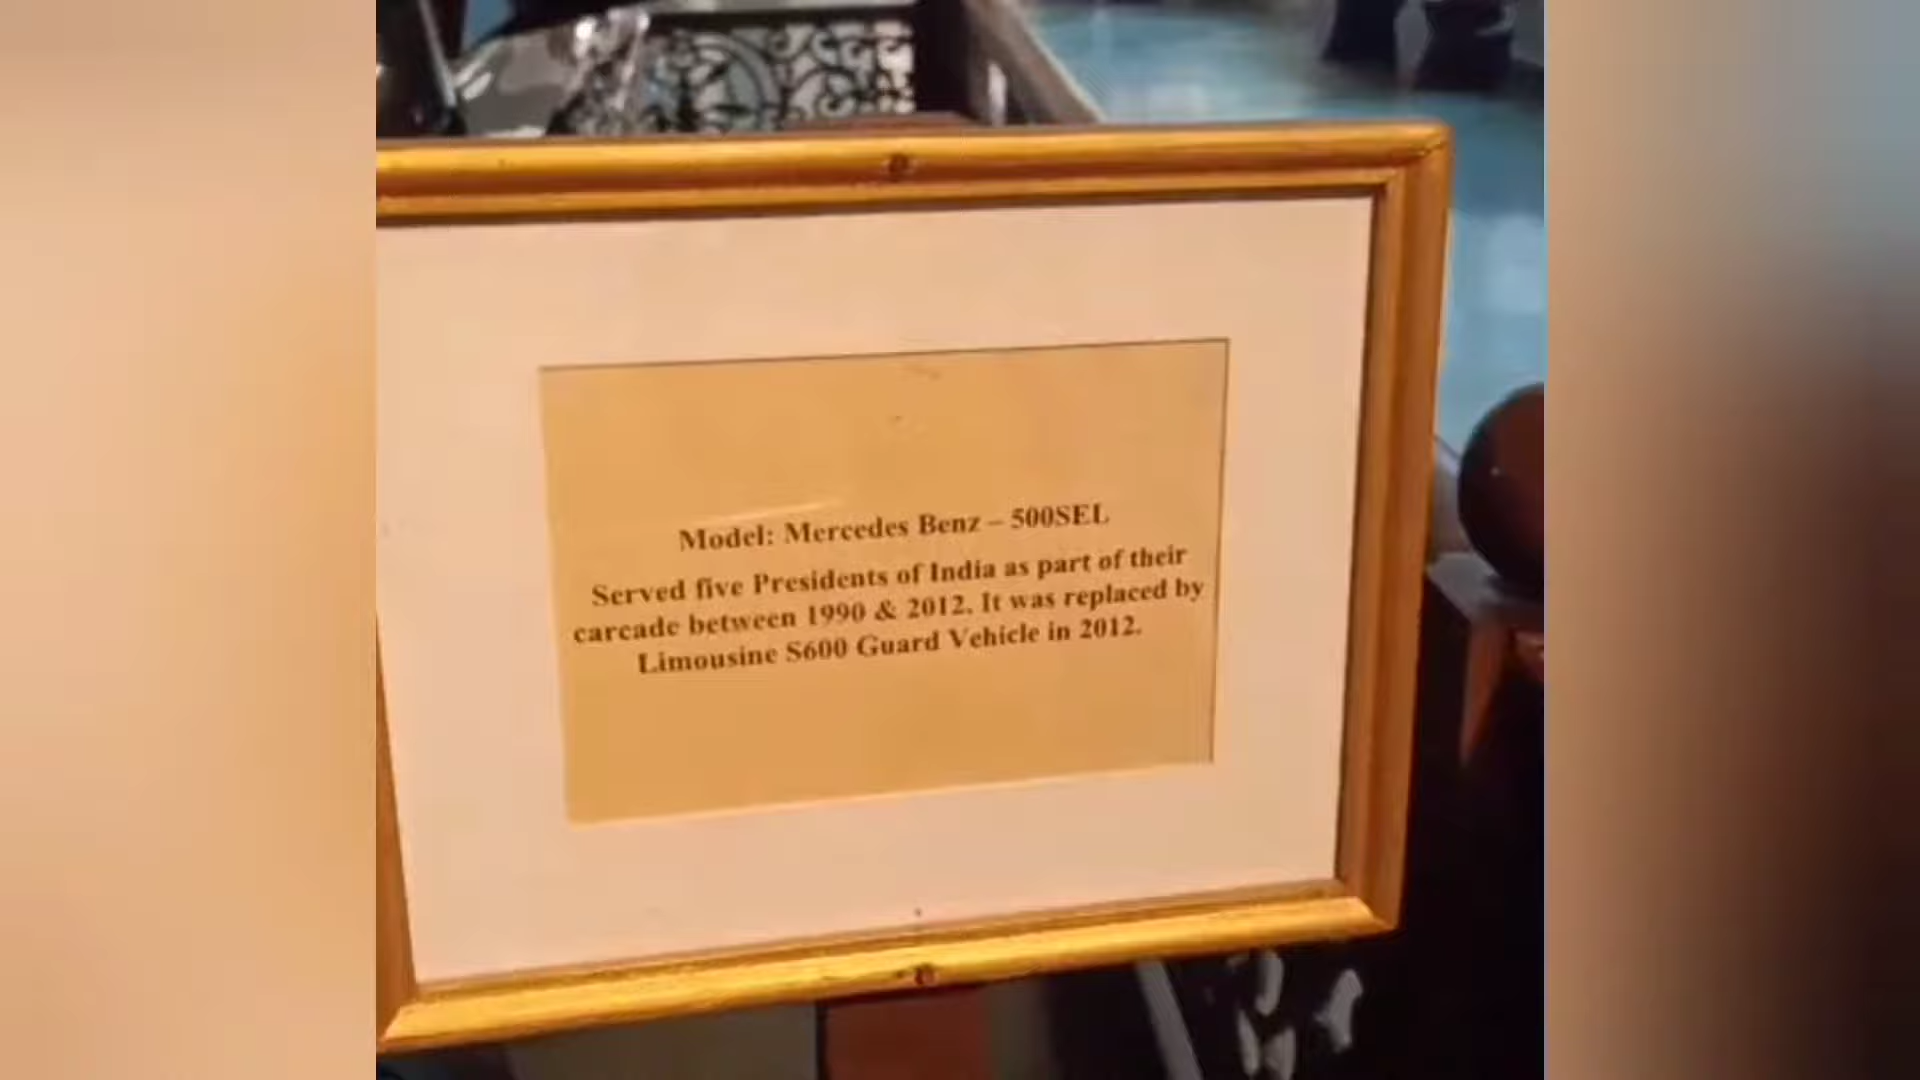 Model: Mercedes Benz – 500SEL
Served five Presidents of India as part of their
carcade between 1990 & 2012. It was replaced by
Limousine S600 Guard Vehicle in 2012.